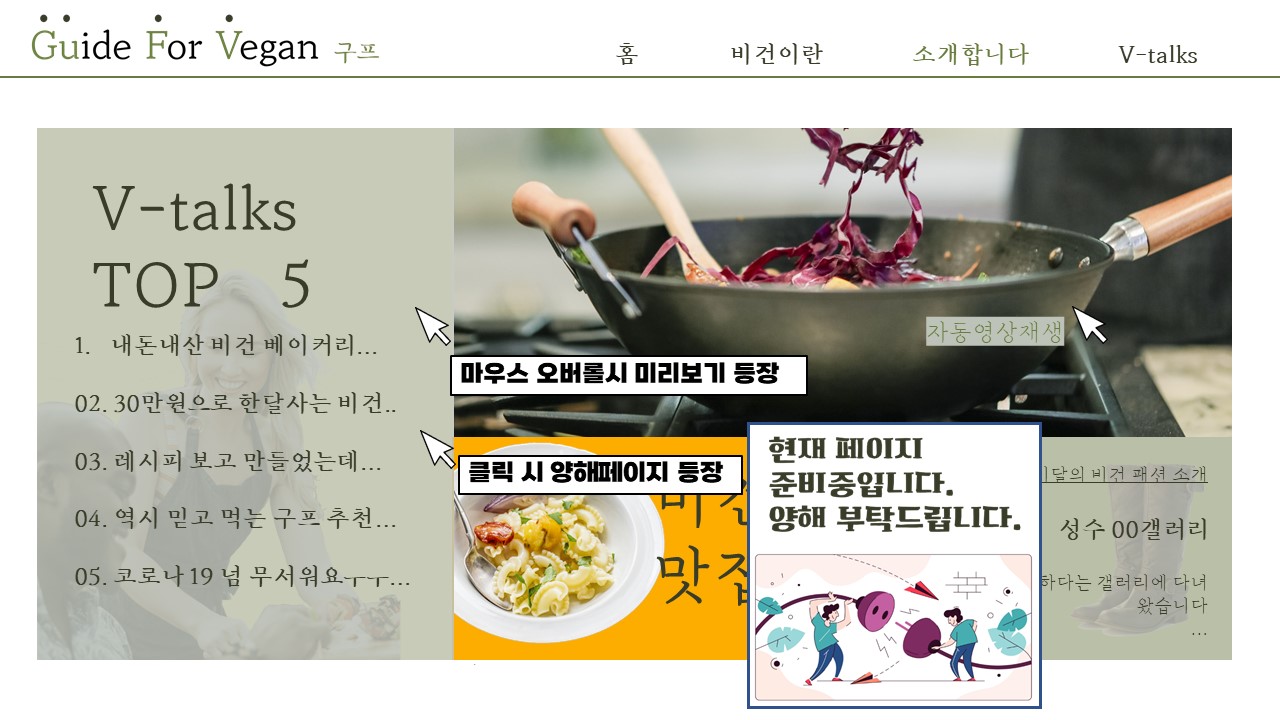 Guide For Vegan 구프
홈 비건이란 소개합니다 V-talks
V-talks
TOP 5
1. 내돈내산 비건 베이커리...
02. 30만원으로 한달사는 비건..
03. 레시피 보고 만들었는데...
04. 역시 믿고 먹는 구프 추천...
05. 코로나 19 넘 무서워요ㅜㅜㅜ...
자동영상재생
마우스 오버롤시 미리보기 등장
클릭 시 양해페이지 등장
맛집
현재 페이지
준비중입니다.
양해 부탁드립니다.
이달의 비건 패션 소개
성수 00갤러리
하다는 갤러리에 다녀
왔습니다
...